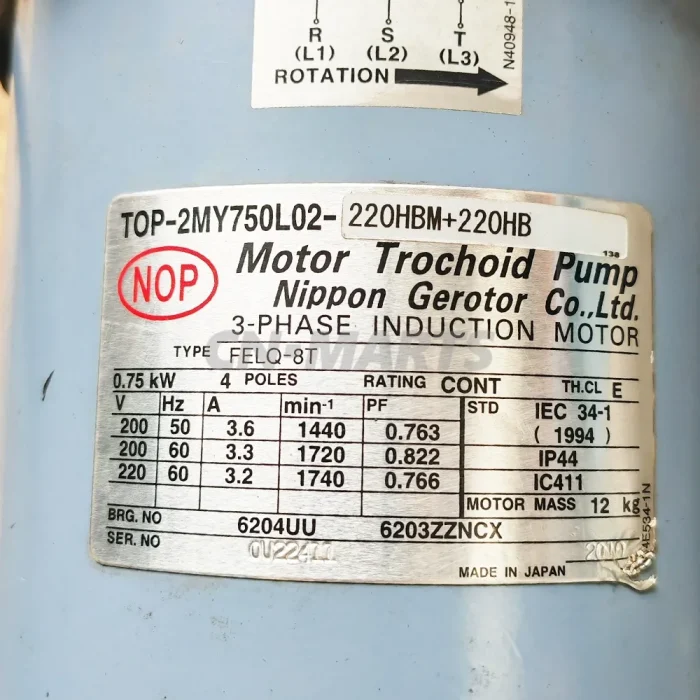 R S T
(L1) (L2) (L3)
ROTATION
N40948-1
TOP-2MY750L02- 220HBM+220HB
138
NOP
Motor Trochoid Pump
Nippon Gerotor Co.,Ltd.
3-PHASE INDUCTION MOTOR
CN-MARTS
TYPE FELQ-8T
0.75 kW 4 POLES RATING CONT TH.CL E
V Hz A min-1 PF STD IEC 34-1
200 50 3.6 1440 0.763 ( 1994 )
200 60 3.3 1720 0.822 IP44
220 60 3.2 1740 0.766 IC411
MOTOR MASS 12 kg
BRG. NO 6204UU 6203ZZNCX
SER. NO.
MADE IN JAPAN